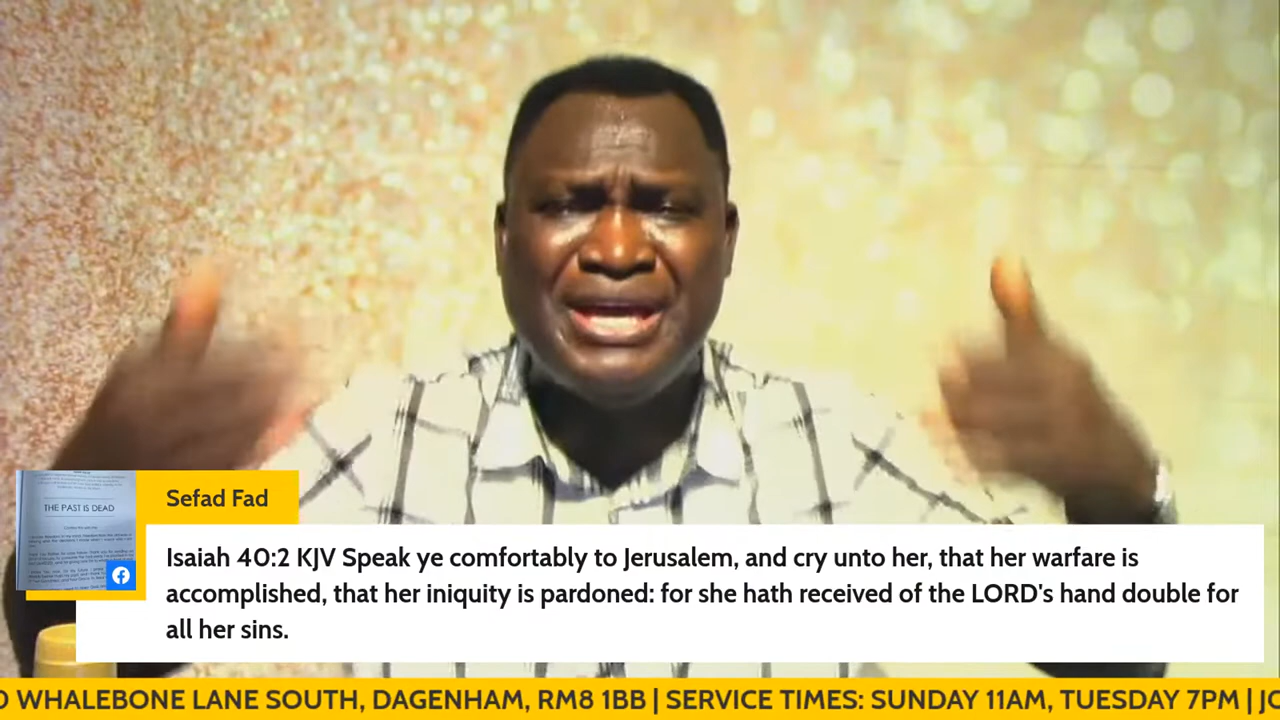 THE PAST IS DEAD
Sefad Fad
Isaiah 40:2 KJV Speak ye comfortably to Jerusalem, and cry unto her, that her warfare is
accomplished, that her iniquity is pardoned: for she hath received of the LORD's hand double for
all her sins.
WHALEBONE LANE SOUTH, DAGENHAM, RM8 1BB | SERVICE TIMES: SUNDAY 11AM, TUESDAY 7PM |